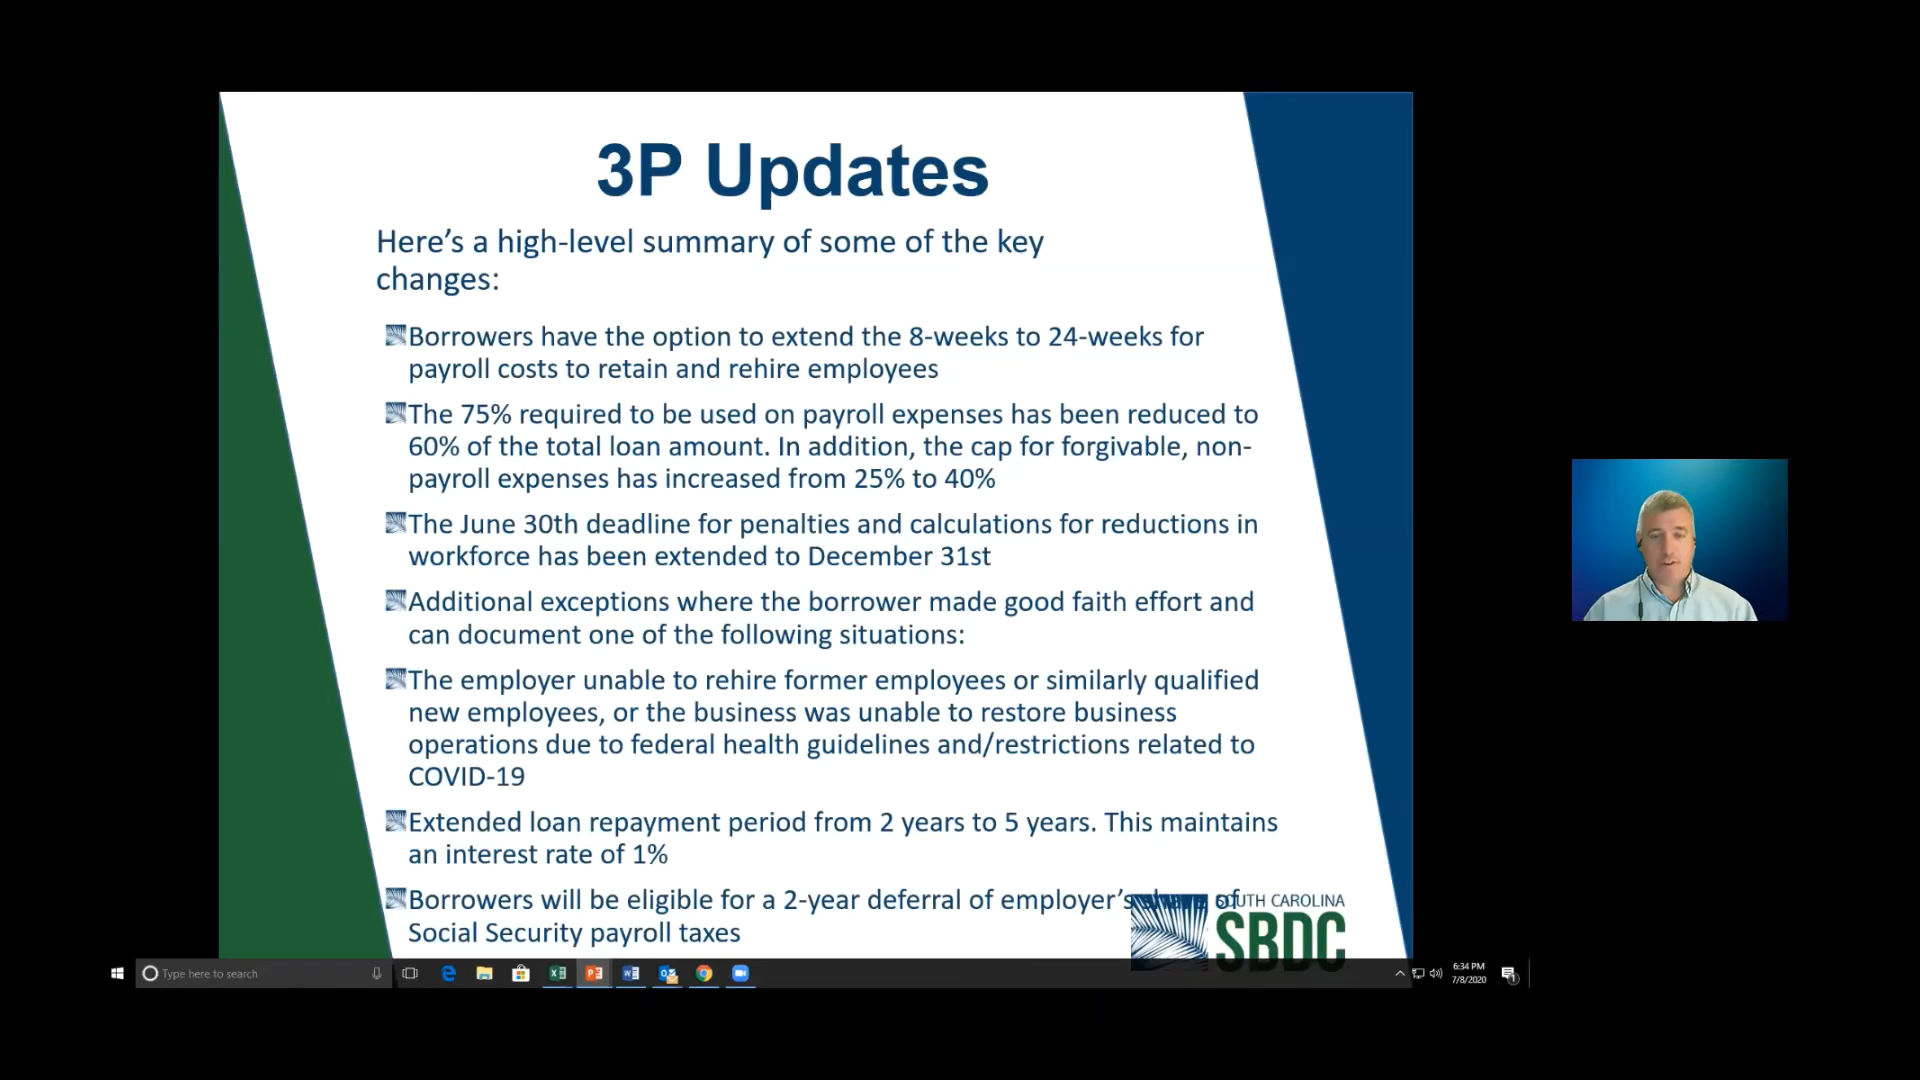 3P Updates
Here's a high-level summary of some of the key
changes:
Borrowers have the option to extend the 8-weeks to 24-weeks for
payroll costs to retain and rehire employees
The 75% required to be used on payroll expenses has been reduced to
60% of the total loan amount. In addition, the cap for forgivable, non-
payroll expenses has increased from 25% to 40%
The June 30th deadline for penalties and calculations for reductions in
workforce has been extended to December 31st
Additional exceptions where the borrower made good faith effort and
can document one of the following situations:
The employer unable to rehire former employees or similarly qualified
new employees, or the business was unable to restore business
operations due to federal health guidelines and/restrictions related to
COVID-19
Extended loan repayment period from 2 years to 5 years. This maintains
an interest rate of 1%
Borrowers will be eligible for a 2-year deferral of employer's share of
Social Security payroll taxes
SOUTH CAROLINA
SBDC
Type here to search
6:34 PM
7/8/2020